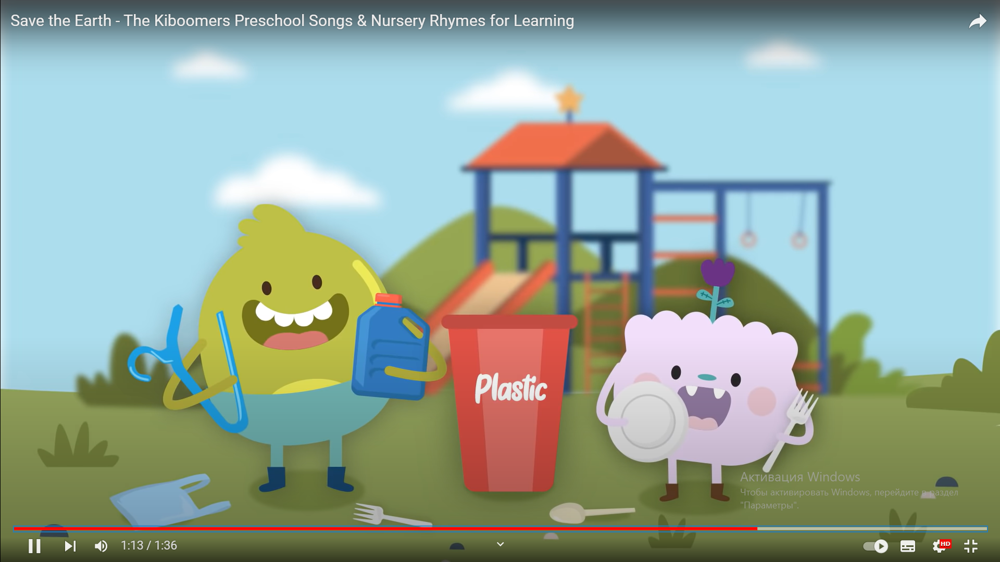 Save the Earth - The Kiboomers Preschool Songs & Nursery Rhymes for Learning
Plastic
Активация Windows
Чтобы активировать Windows, перейдите в раздел
"Параметры".
1:13 / 1:36
HD